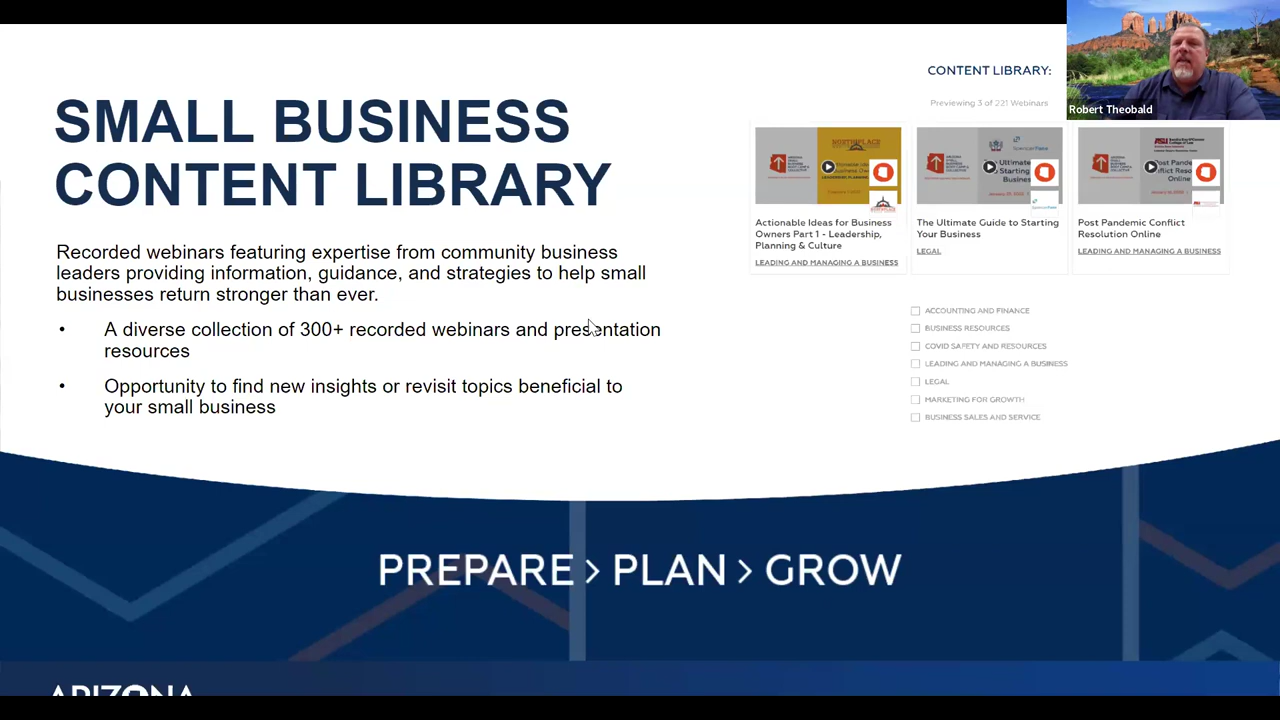 SMALL BUSINESS
CONTENT LIBRARY
Recorded webinars featuring expertise from community business
leaders providing information, guidance, and strategies to help small
businesses return stronger than ever.
• A diverse collection of 300+ recorded webinars and presentation
resources
• Opportunity to find new insights or revisit topics beneficial to
your small business
CONTENT LIBRARY:
Previewing 3 of 221 Webinars
Robert Theobald
Actionable Ideas for Business
Owners Part 1 - Leadership,
Planning & Culture
LEADING AND MANAGING A BUSINESS
The Ultimate Guide to Starting
Your Business
LEGAL
Post Pandemic Conflict
Resolution Online
LEADING AND MANAGING A BUSINESS
ACCOUNTING AND FINANCE
BUSINESS RESOURCES
COVID SAFETY AND RESOURCES
LEADING AND MANAGING A BUSINESS
LEGAL
MARKETING FOR GROWTH
BUSINESS SALES AND SERVICE
PREPARE > PLAN > GROW
ARIZONA